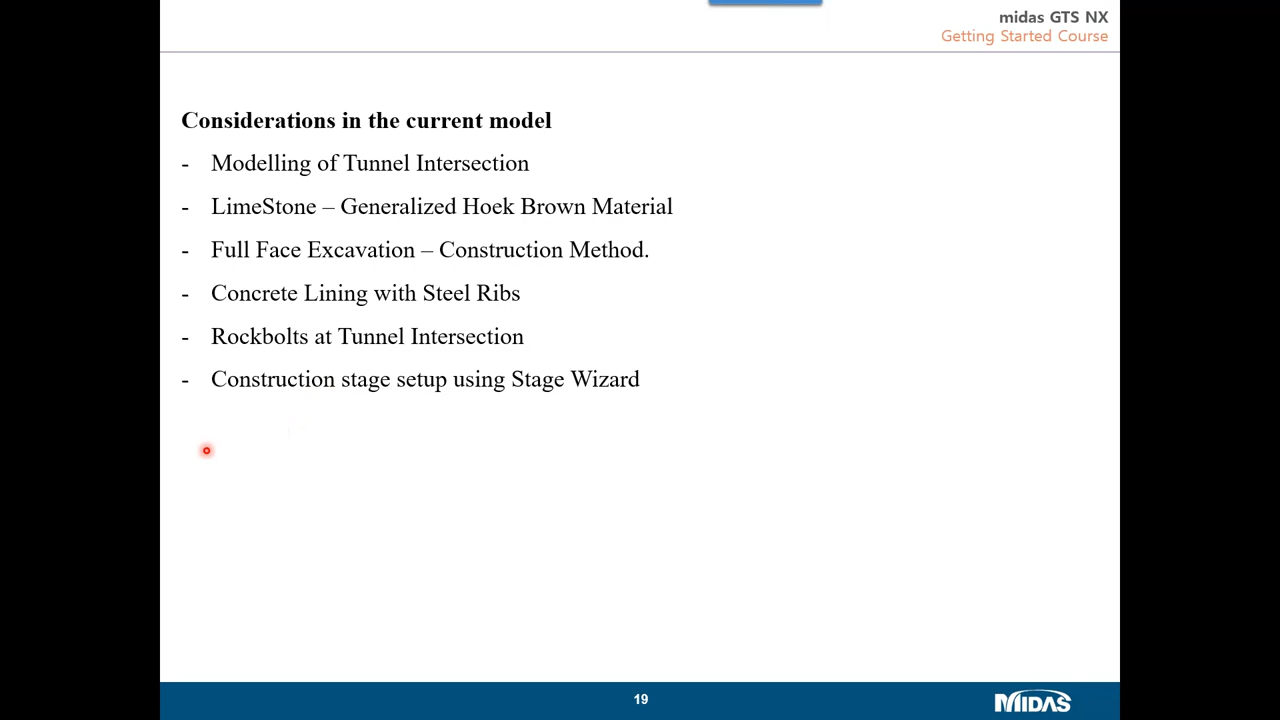 midas GTS NX
Getting Started Course
Considerations in the current model
- Modelling of Tunnel Intersection
- LimeStone – Generalized Hoek Brown Material
- Full Face Excavation – Construction Method.
- Concrete Lining with Steel Ribs
- Rockbolts at Tunnel Intersection
- Construction stage setup using Stage Wizard
19
MIDAS